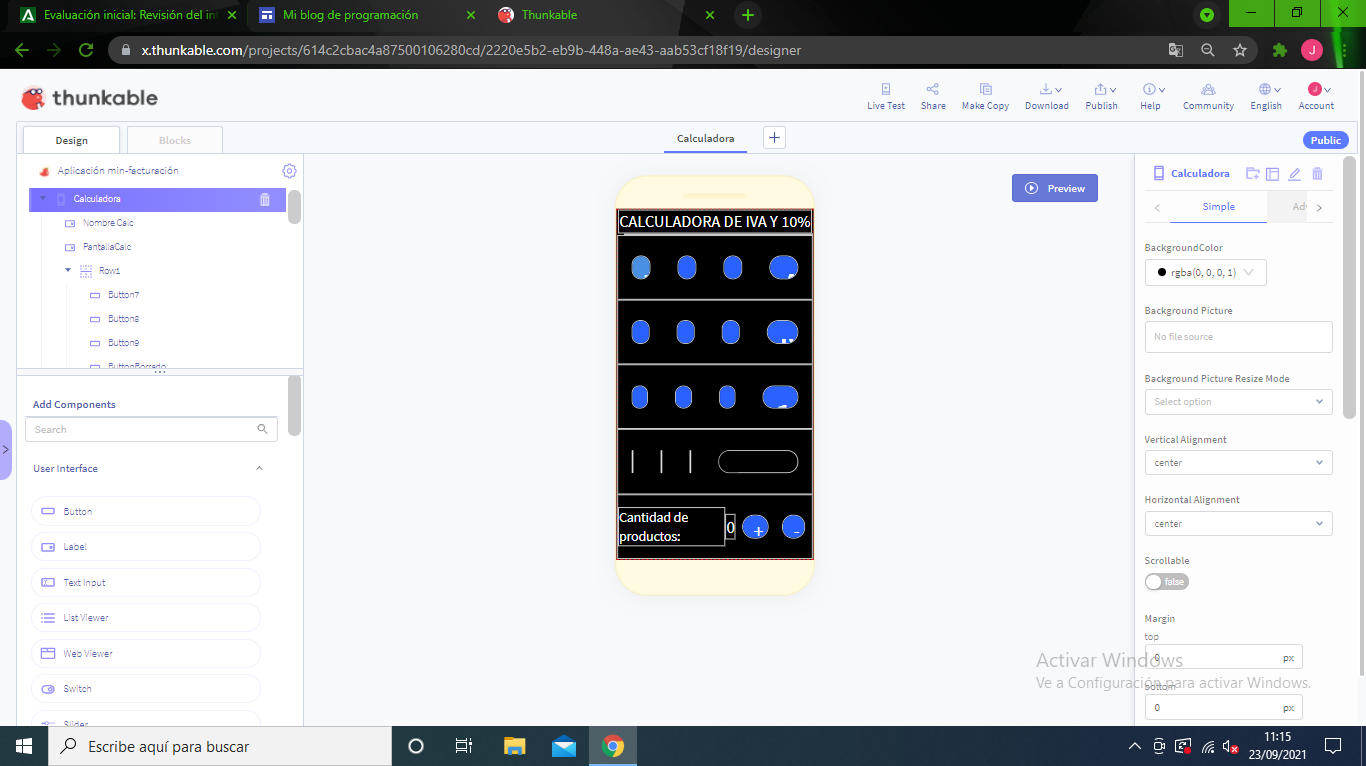 Evaluación inicial: Revisión del int
Mi blog de programación
Thunkable
x.thunkable.com/projects/614c2cbac4a87500106280cd/2220e5b2-eb9b-448a-ae43-aab53cf18f19/designer
J
thunkable
Live Test
Share
Make Copy
Download
Publish
Help
Community
English
J
Account
Design
Blocks
Calculadora
Public
Aplicación min-facturación
Calculadora
Nombre Calc
PantallaCalc
Row1
Button7
Button8
Button9
ButtonBorrado
Add Components
Search
User Interface
Button
Label
Text Input
List Viewer
Web Viewer
Switch
Slider
CALCULADORA DE IVA Y 10%
Cantidad de
productos:
0
+
-
Preview
Calculadora
Simple
Adv
BackgroundColor
rgba(0, 0, 0, 1)
Background Picture
No file source
Background Picture Resize Mode
Select option
Vertical Alignment
center
Horizontal Alignment
center
Scrollable
false
Margin
top
0
px
bottom
0
px
Activar Windows
Ve a Configuración para activar Windows.
Escribe aquí para buscar
11:15
23/09/2021